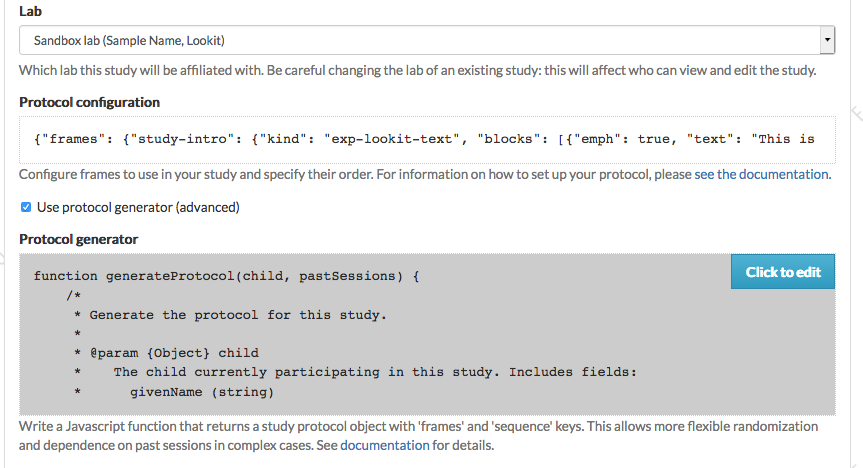 Lab
Sandbox lab (Sample Name, Lookit)
Which lab this study will be affiliated with. Be careful changing the lab of an existing study: this will affect who can view and edit the study.
Protocol configuration
{"frames": {"study-intro": {"kind": "exp-lookit-text", "blocks": [{"emph": true, "text": "This is
Configure frames to use in your study and specify their order. For information on how to set up your protocol, please see the documentation.
Use protocol generator (advanced)
Protocol generator
Click to edit
function generateProtocol(child, pastSessions) {
/*
* Generate the protocol for this study.
*
* @param {Object} child
* The child currently participating in this study. Includes fields:
* givenName (string)
Write a Javascript function that returns a study protocol object with 'frames' and 'sequence' keys. This allows more flexible randomization
and dependence on past sessions in complex cases. See documentation for details.